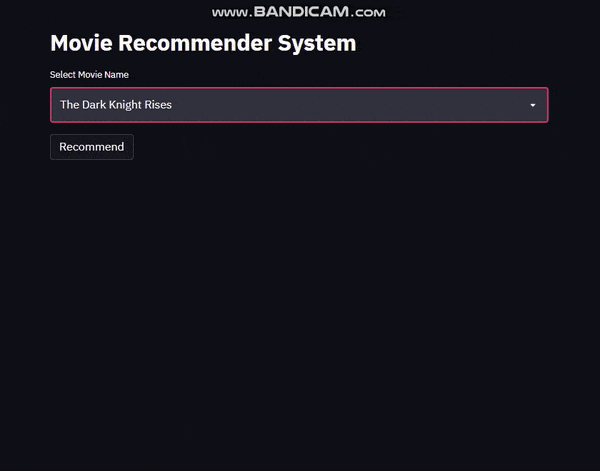 www.BANDICAM.com
Movie Recommender System
Select Movie Name
The Dark Knight Rises
Recommend